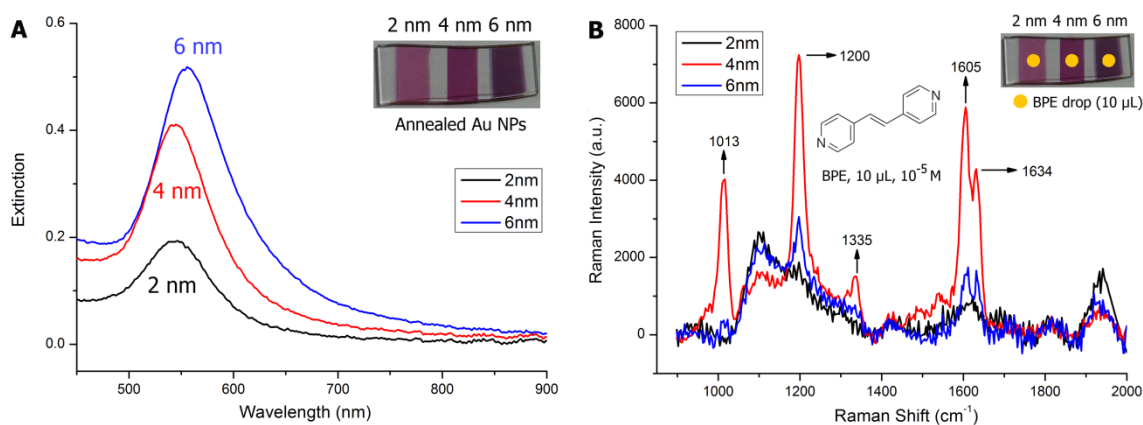 A
2 nm 4 nm 6 nm
Annealed Au NPs
6 nm
4 nm
2 nm
2nm
4nm
6nm
Extinction
0.6
0.4
0.2
0.0
500 600 700 800 900
Wavelength (nm)
B
2 nm 4 nm 6 nm
BPE drop (10 µL)
2nm
4nm
6nm
1200
1605
1013
1634
1335
N
N
BPE, 10 µL, 10⁻⁵ M
Raman Intensity (a.u.)
8000
6000
4000
2000
0
1000 1200 1400 1600 1800 2000
Raman Shift (cm⁻¹)